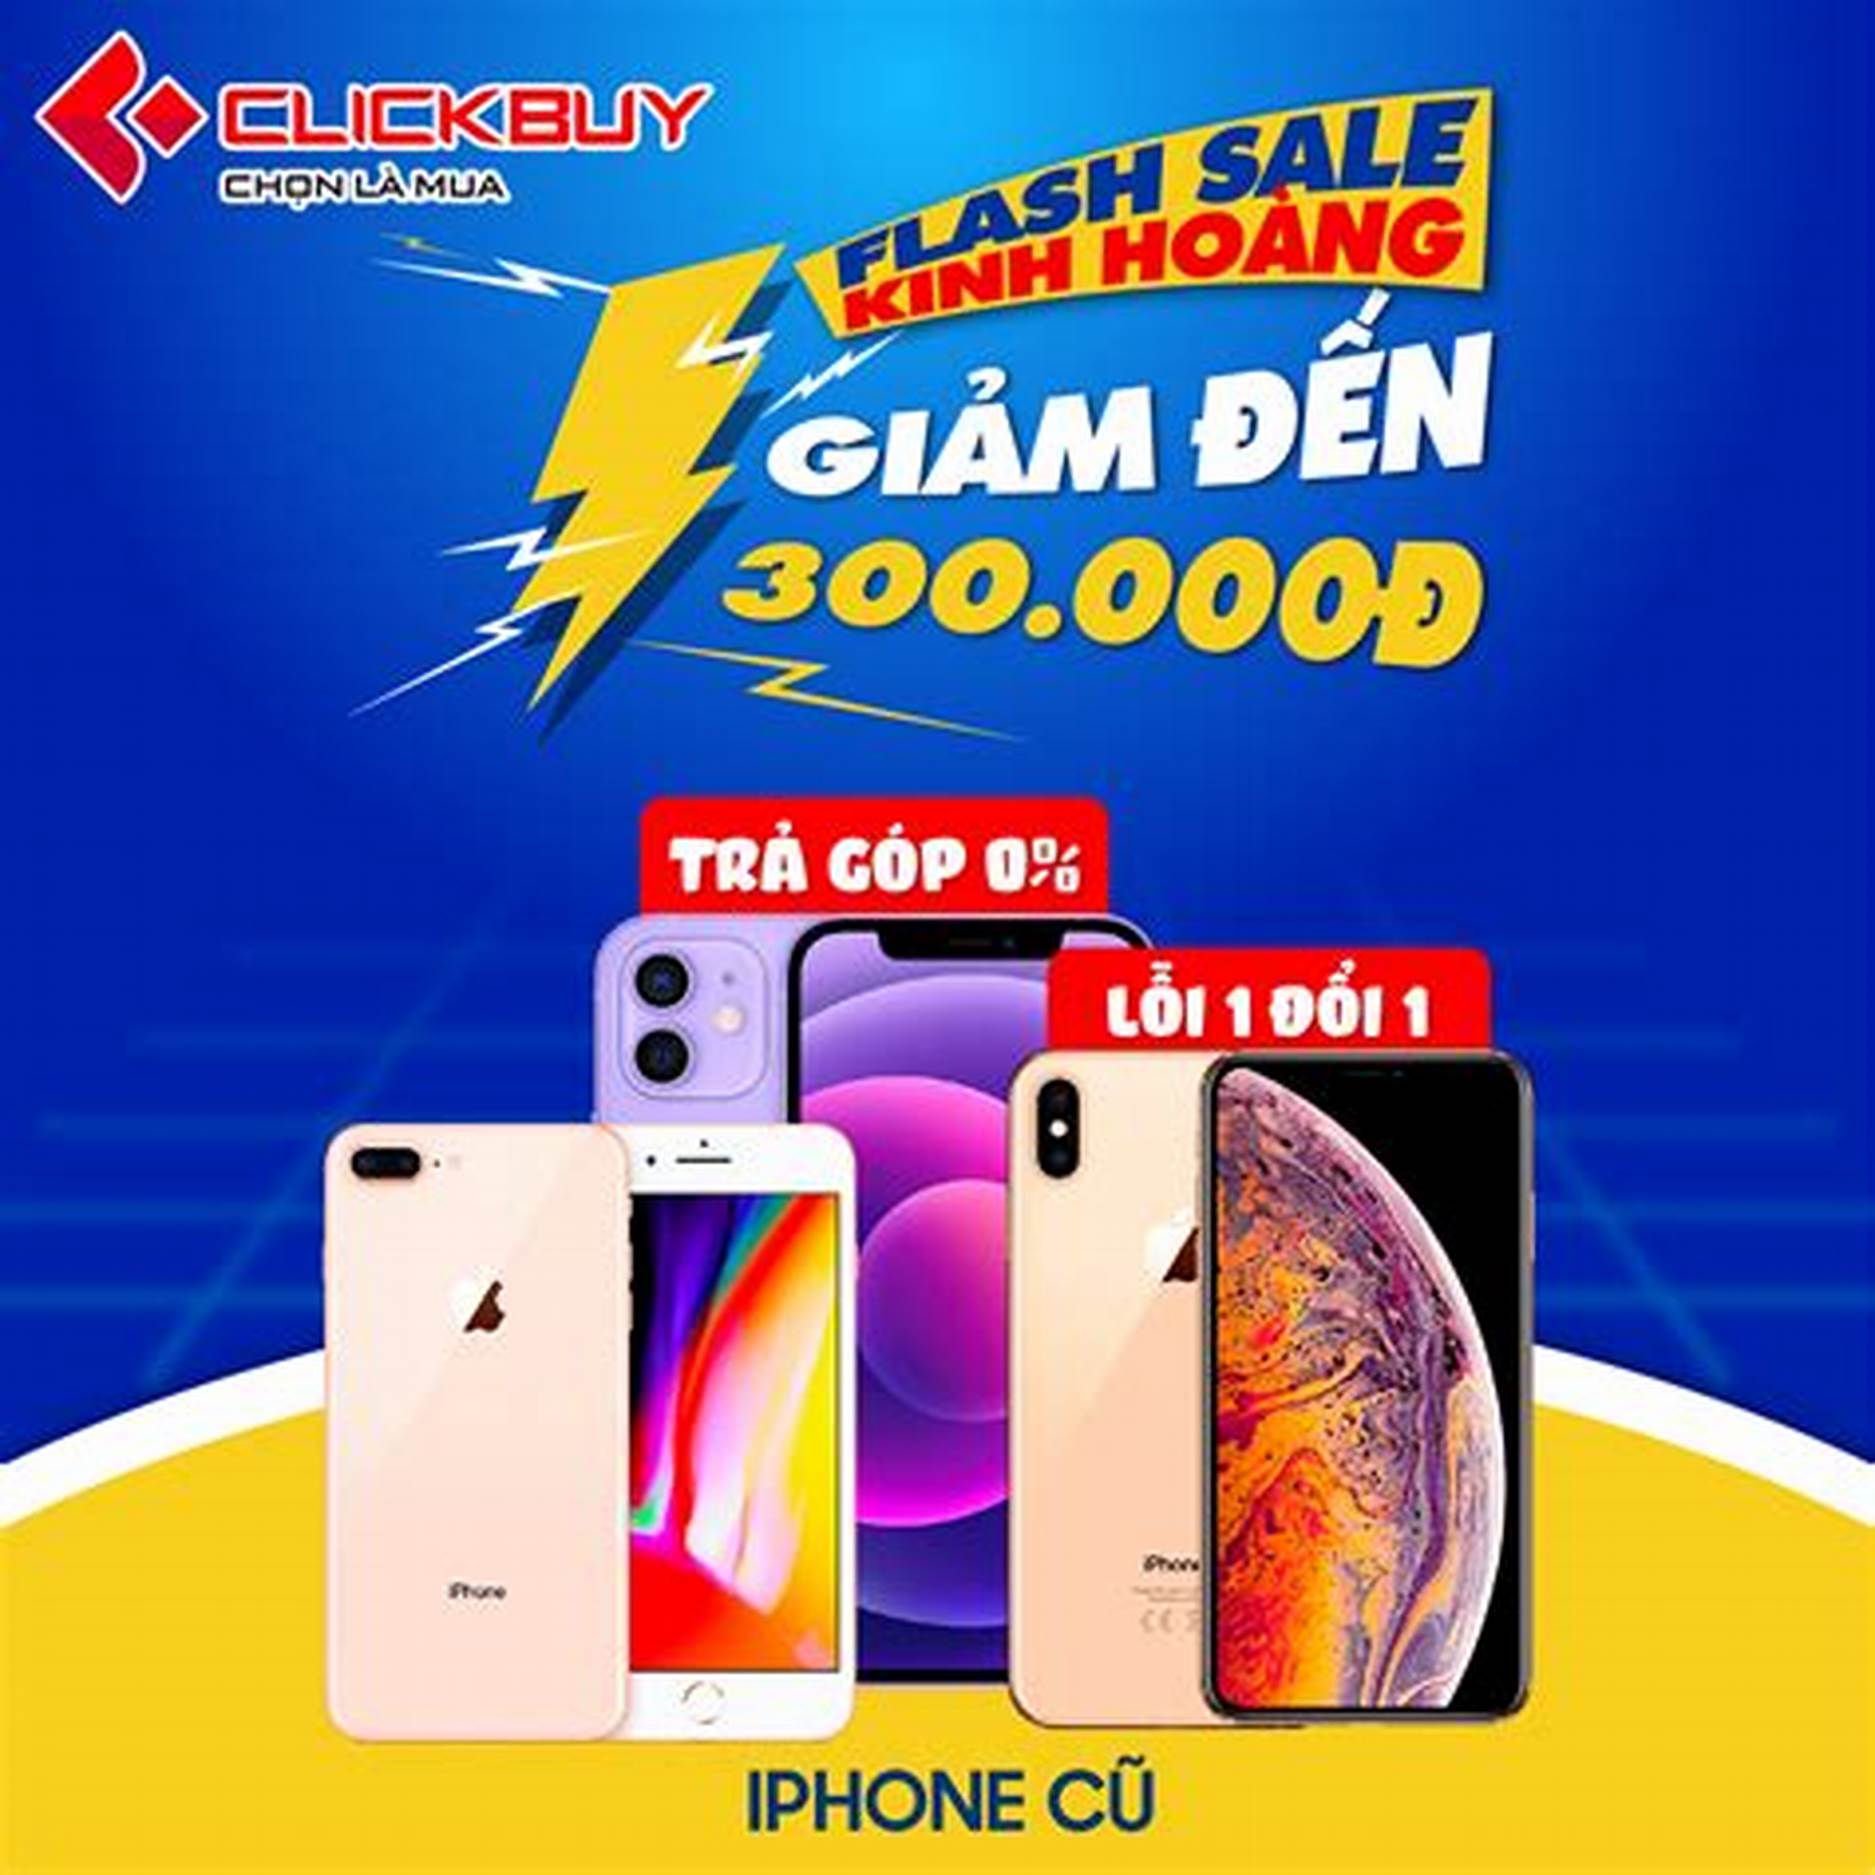 CLICKBUY
CHỌN LÀ MUA
FLASH SALE
KINH HOÀNG
GIẢM ĐẾN
300.000Đ
TRẢ GÓP 0%
LỖI 1 ĐỔI 1
iPhone
iPhone
IPHONE CŨ